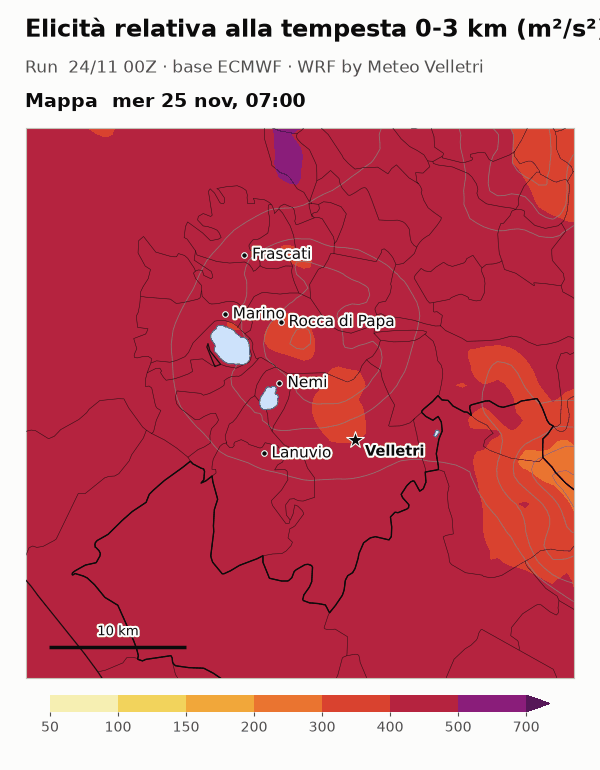 Elicità relativa alla tempesta 0-3 km (m²/s²)
Run 24/11 00Z · base ECMWF · WRF by Meteo Velletri
Mappa mer 25 nov, 07:00
Frascati
Marino
Rocca di Papa
Nemi
Velletri
Lanuvio
10 km
50 100 150 200 300 400 500 700